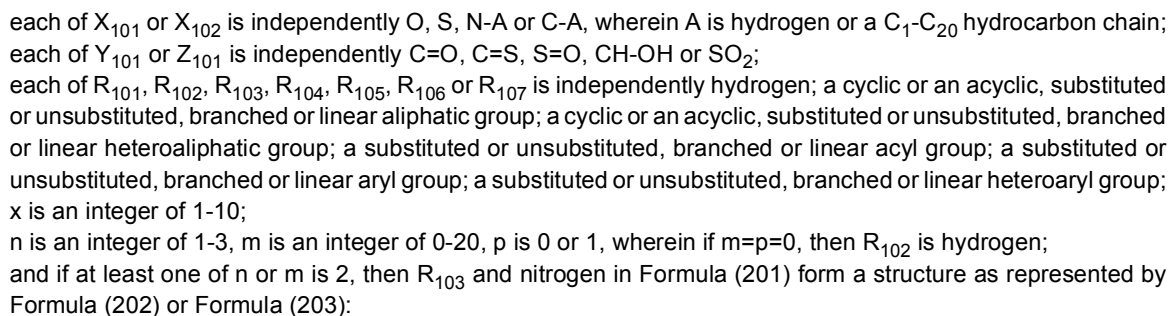 each of X₁₀₁ or X₁₀₂ is independently O, S, N-A or C-A, wherein A is hydrogen or a C₁-C₂₀ hydrocarbon chain;
each of Y₁₀₁ or Z₁₀₁ is independently C=O, C=S, S=O, CH-OH or SO₂;
each of R₁₀₁, R₁₀₂, R₁₀₃, R₁₀₄, R₁₀₅, R₁₀₆ or R₁₀₇ is independently hydrogen; a cyclic or an acyclic, substituted
or unsubstituted, branched or linear aliphatic group; a cyclic or an acyclic, substituted or unsubstituted, branched
or linear heteroaliphatic group; a substituted or unsubstituted, branched or linear acyl group; a substituted or
unsubstituted, branched or linear aryl group; a substituted or unsubstituted, branched or linear heteroaryl group;
x is an integer of 1-10;
n is an integer of 1-3, m is an integer of 0-20, p is 0 or 1, wherein if m=p=0, then R₁₀₂ is hydrogen;
and if at least one of n or m is 2, then R₁₀₃ and nitrogen in Formula (201) form a structure as represented by
Formula (202) or Formula (203):